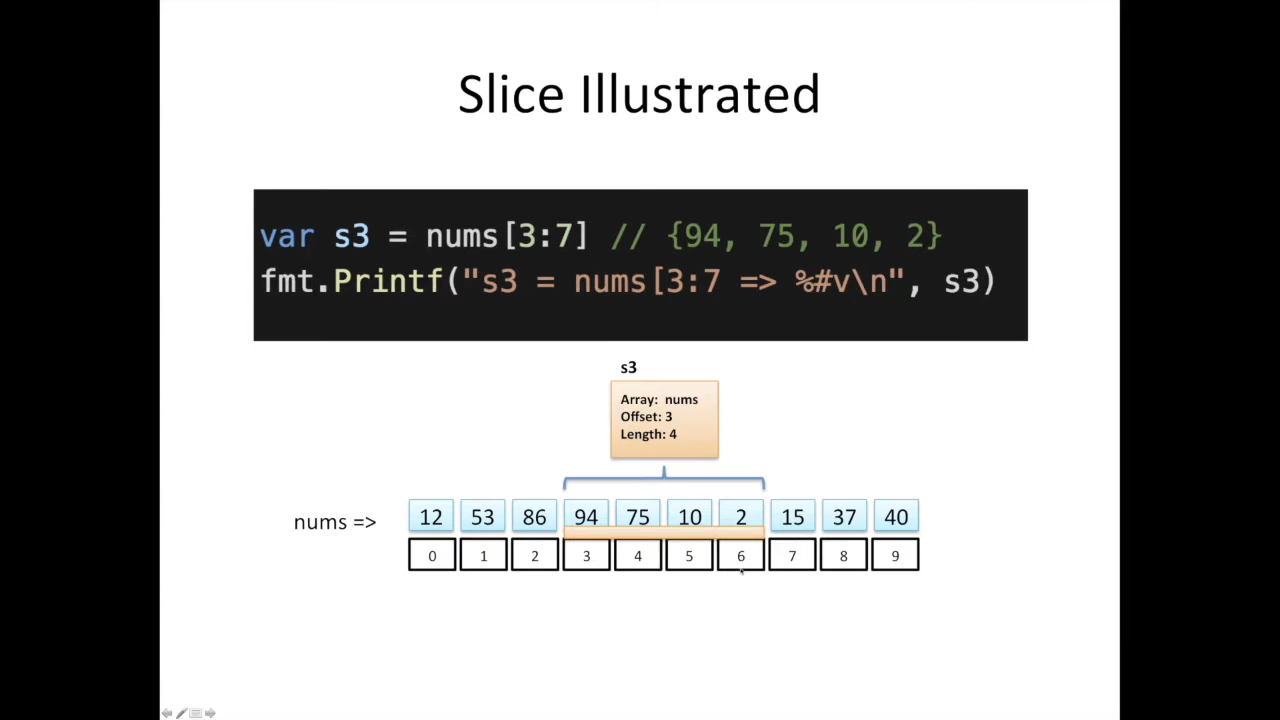 Slice Illustrated
var s3 = nums[3:7] // {94, 75, 10, 2}
fmt.Printf("s3 = nums[3:7 => %#v\n", s3)
s3
Array: nums
Offset: 3
Length: 4
nums => 12 53 86 94 75 10 2 15 37 40
0 1 2 3 4 5 6 7 8 9